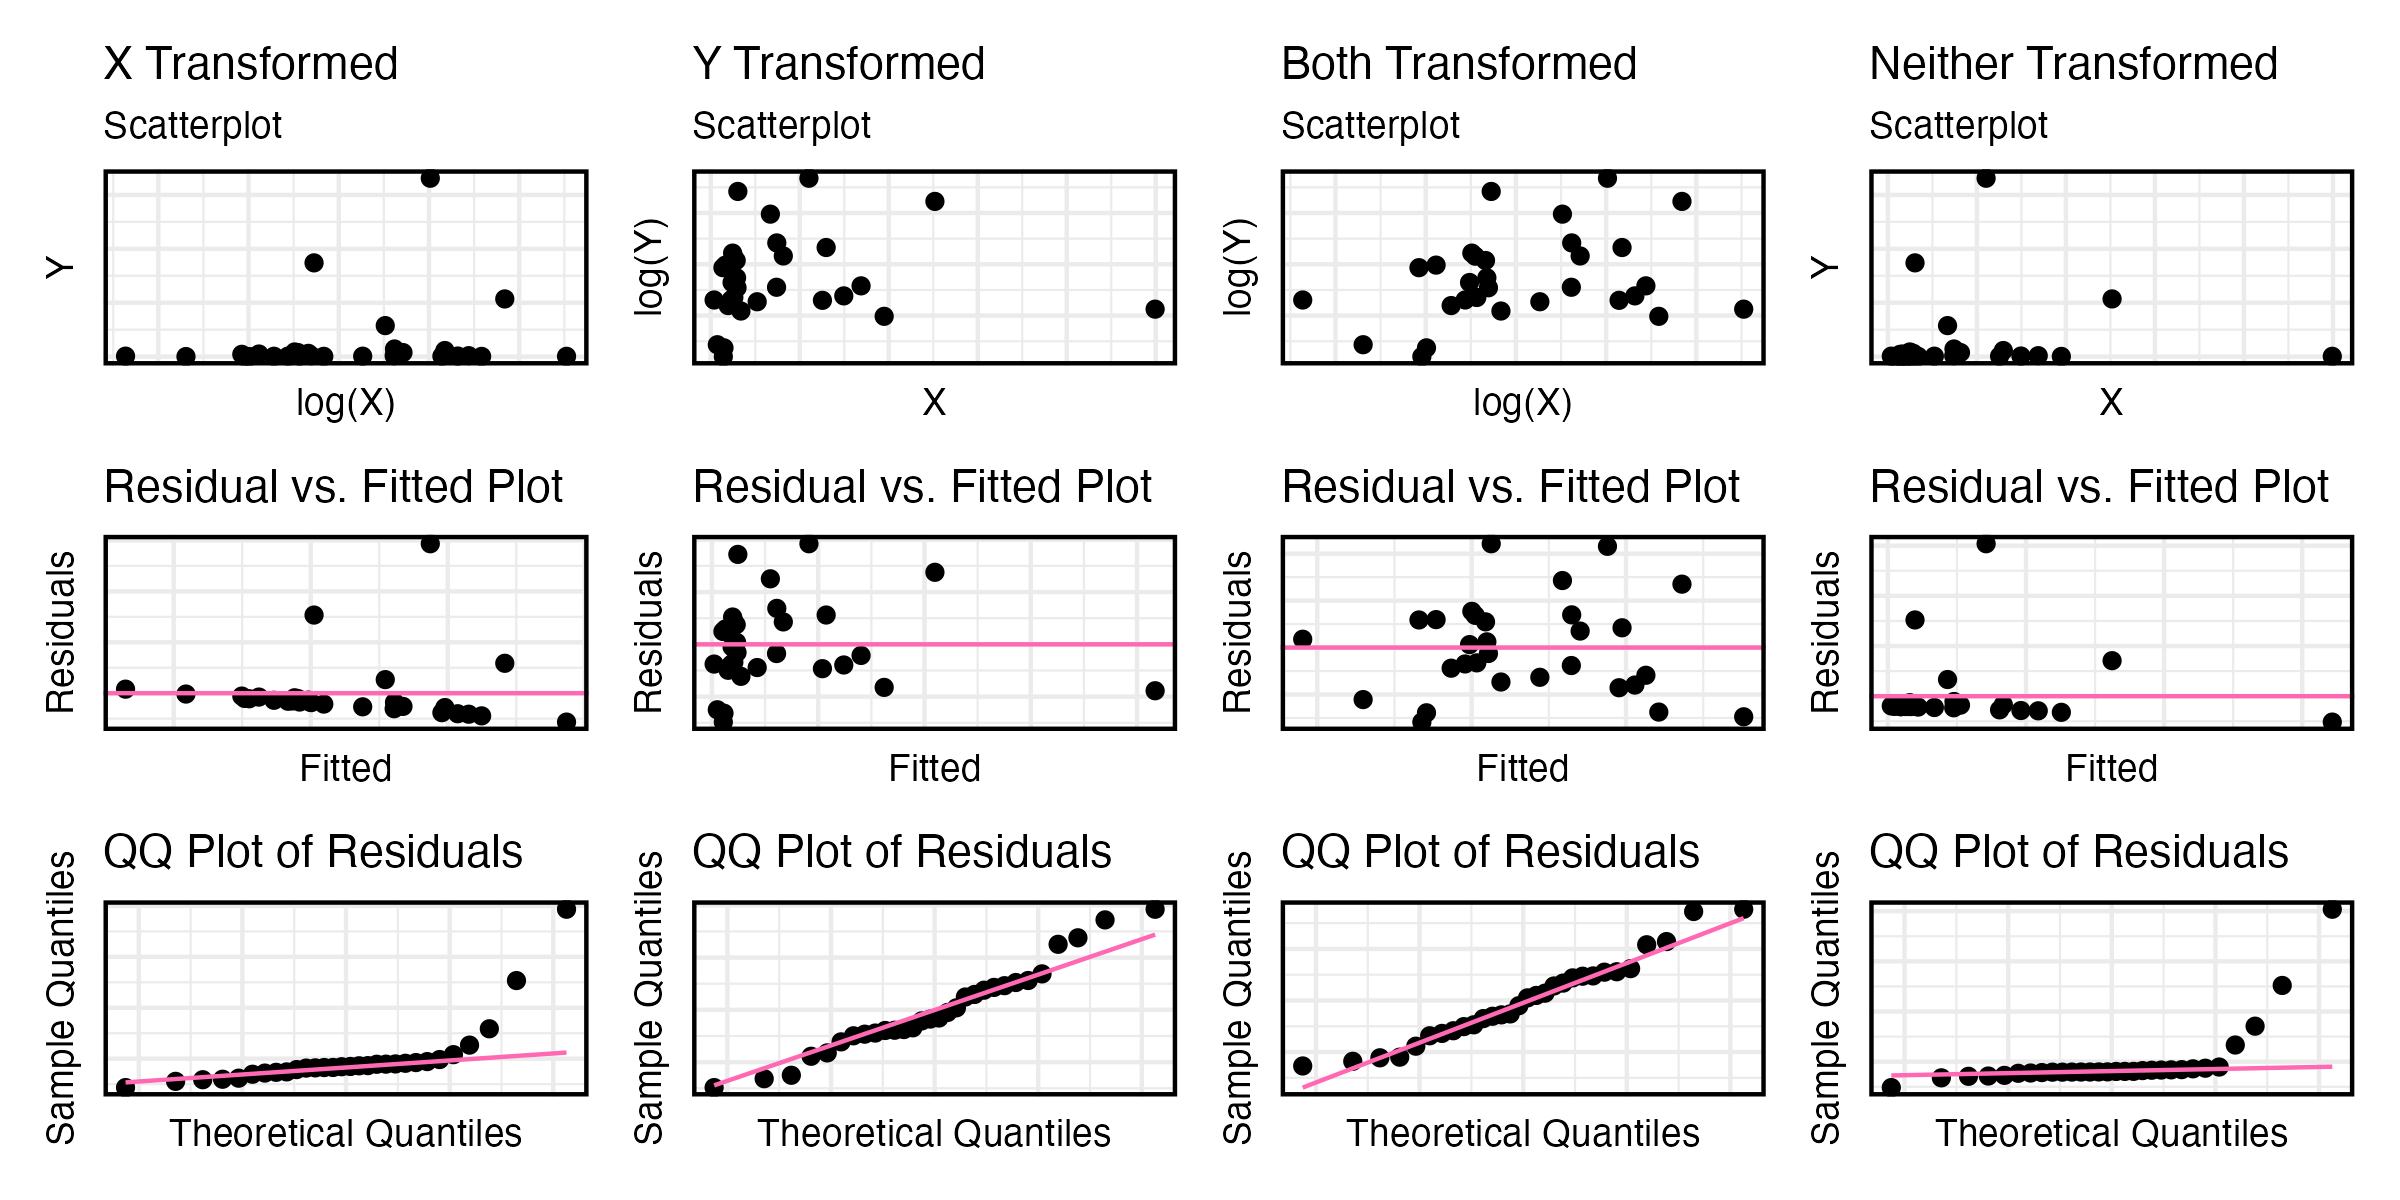 X Transformed
Scatterplot
Y
log(X)
Residual vs. Fitted Plot
Residuals
Fitted
QQ Plot of Residuals
Sample Quantiles
Theoretical Quantiles
Y Transformed
Scatterplot
log(Y)
X
Residual vs. Fitted Plot
Residuals
Fitted
QQ Plot of Residuals
Sample Quantiles
Theoretical Quantiles
Both Transformed
Scatterplot
log(Y)
log(X)
Residual vs. Fitted Plot
Residuals
Fitted
QQ Plot of Residuals
Sample Quantiles
Theoretical Quantiles
Neither Transformed
Scatterplot
Y
X
Residual vs. Fitted Plot
Residuals
Fitted
QQ Plot of Residuals
Sample Quantiles
Theoretical Quantiles